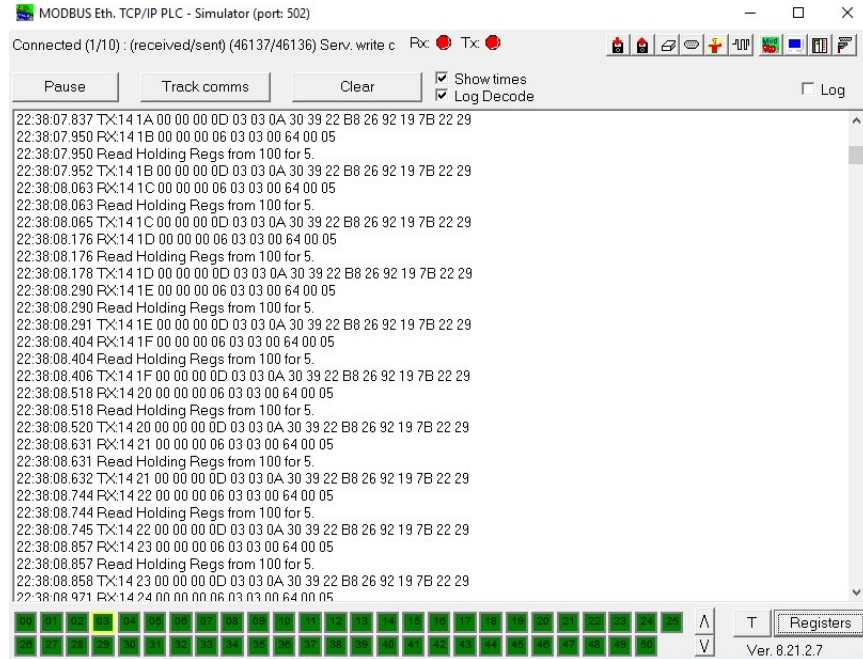 MODBUS Eth. TCP/IP PLC - Simulator (port: 502)
Connected (1/10) : (received/sent) (46137/46136) Serv. write c Rx: Tx:
Pause Track comms Clear Show times
Log Decode
Log
22:38:07.837 TX:14 1A 00 00 00 0D 03 03 0A 30 39 22 B8 26 92 19 7B 22 29
22:38:07.950 RX:14 1B 00 00 00 06 03 03 00 64 00 05
22:38:07.950 Read Holding Regs from 100 for 5.
22:38:07.952 TX:14 1B 00 00 00 0D 03 03 0A 30 39 22 B8 26 92 19 7B 22 29
22:38:08.063 RX:14 1C 00 00 00 06 03 03 00 64 00 05
22:38:08.063 Read Holding Regs from 100 for 5.
22:38:08.065 TX:14 1C 00 00 00 0D 03 03 0A 30 39 22 B8 26 92 19 7B 22 29
22:38:08.176 RX:14 1D 00 00 00 06 03 03 00 64 00 05
22:38:08.176 Read Holding Regs from 100 for 5.
22:38:08.178 TX:14 1D 00 00 00 0D 03 03 0A 30 39 22 B8 26 92 19 7B 22 29
22:38:08.290 RX:14 1E 00 00 00 06 03 03 00 64 00 05
22:38:08.290 Read Holding Regs from 100 for 5.
22:38:08.291 TX:14 1E 00 00 00 0D 03 03 0A 30 39 22 B8 26 92 19 7B 22 29
22:38:08.404 RX:14 1F 00 00 00 06 03 03 00 64 00 05
22:38:08.404 Read Holding Regs from 100 for 5.
22:38:08.406 TX:14 1F 00 00 00 0D 03 03 0A 30 39 22 B8 26 92 19 7B 22 29
22:38:08.518 RX:14 20 00 00 00 06 03 03 00 64 00 05
22:38:08.518 Read Holding Regs from 100 for 5.
22:38:08.520 TX:14 20 00 00 00 0D 03 03 0A 30 39 22 B8 26 92 19 7B 22 29
22:38:08.631 RX:14 21 00 00 00 06 03 03 00 64 00 05
22:38:08.631 Read Holding Regs from 100 for 5.
22:38:08.632 TX:14 21 00 00 00 0D 03 03 0A 30 39 22 B8 26 92 19 7B 22 29
22:38:08.744 RX:14 22 00 00 00 06 03 03 00 64 00 05
22:38:08.744 Read Holding Regs from 100 for 5.
22:38:08.745 TX:14 22 00 00 00 0D 03 03 0A 30 39 22 B8 26 92 19 7B 22 29
22:38:08.857 RX:14 23 00 00 00 06 03 03 00 64 00 05
22:38:08.857 Read Holding Regs from 100 for 5.
22:38:08.858 TX:14 23 00 00 00 0D 03 03 0A 30 39 22 B8 26 92 19 7B 22 29
22:38:08.971 RX:14 24 00 00 00 06 03 03 00 64 00 05
00 01 02 03 04 05 06 07 08 09 10 11 12 13 14 15 16 17 18 19 20 21 22 23 24 25 T Registers
26 27 28 29 30 31 32 33 34 35 36 37 38 39 40 41 42 43 44 45 46 47 48 49 50 Ver. 8.21.2.7